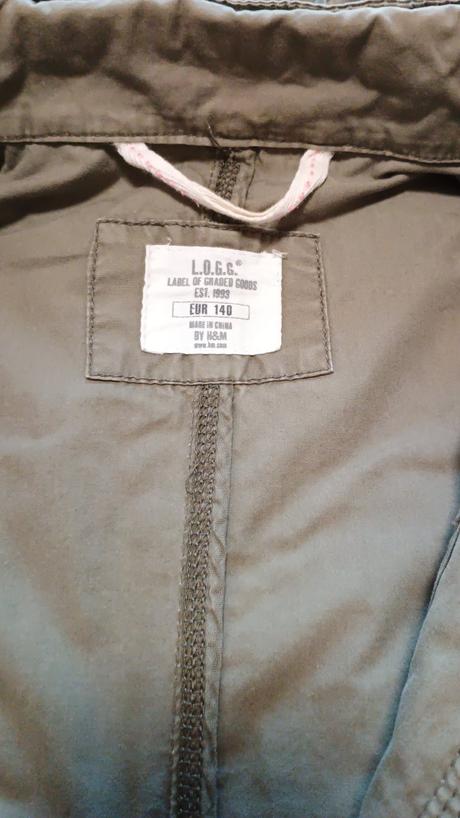 L.O.G.G.®
LABEL OF GRADED GOODS
EST. 1993
EUR 140
MADE IN CHINA
BY H&M
www.hm.com